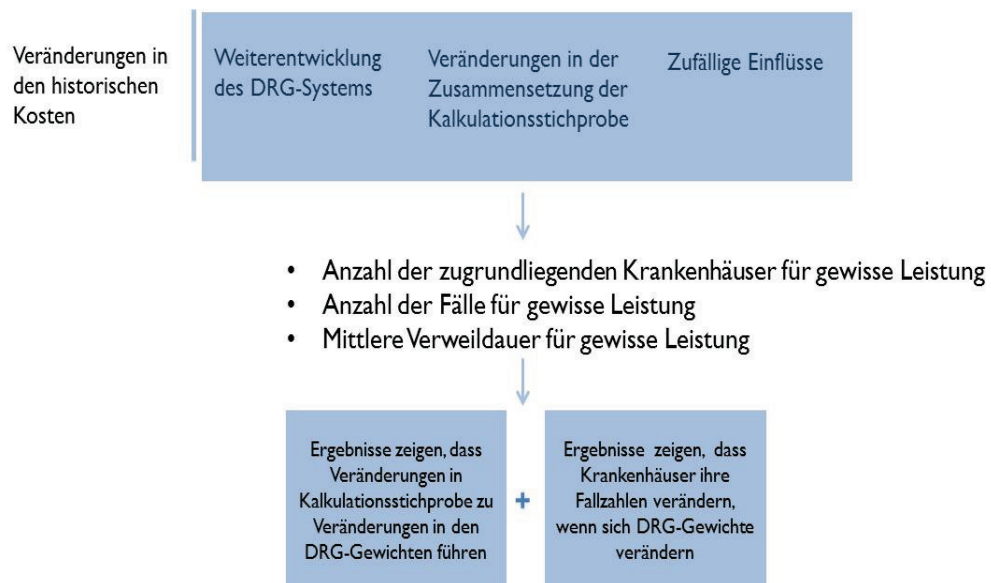 Veränderungen in
den historischen
Kosten
Weiterentwicklung
des DRG-Systems
Veränderungen in der
Zusammensetzung der
Kalkulationsstichprobe
Zufällige Einflüsse
• Anzahl der zugrundliegenden Krankenhäuser für gewisse Leistung
• Anzahl der Fälle für gewisse Leistung
• Mittlere Verweildauer für gewisse Leistung
Ergebnisse zeigen, dass
Veränderungen in
Kalkulationsstichprobe zu
Veränderungen in den
DRG-Gewichten führen
+
Ergebnisse zeigen, dass
Krankenhäuser ihre
Fallzahlen verändern,
wenn sich DRG-Gewichte
verändern